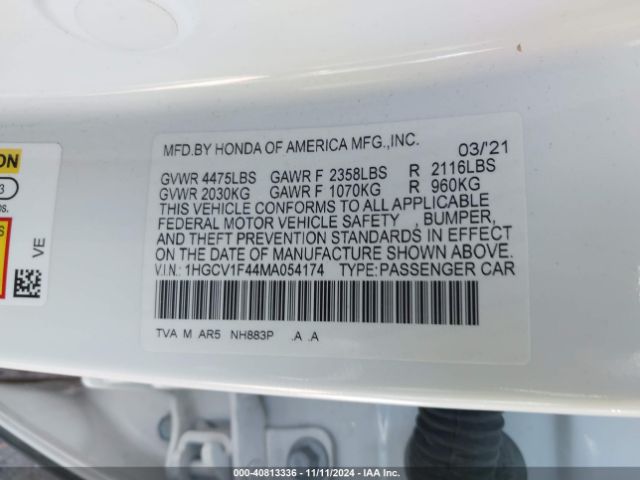 MFD.BY HONDA OF AMERICA MFG.,INC. 03/'21
GVWR 4475LBS GAWR F 2358LBS R 2116LBS
GVWR 2030KG GAWR F 1070KG R 960KG
THIS VEHICLE CONFORMS TO ALL APPLICABLE
FEDERAL MOTOR VEHICLE SAFETY , BUMPER,
AND THEFT PREVENTION STANDARDS IN EFFECT
ON THE DATE OF MANUFACTURE SHOWN ABOVE.
V.I.N: 1HGCV1F44MA054174 TYPE:PASSENGER CAR
TVA M AR5 NH883P .A .A
ON
3
os.
S
VE
000-40813336 - 11/11/2024 - IAA Inc.